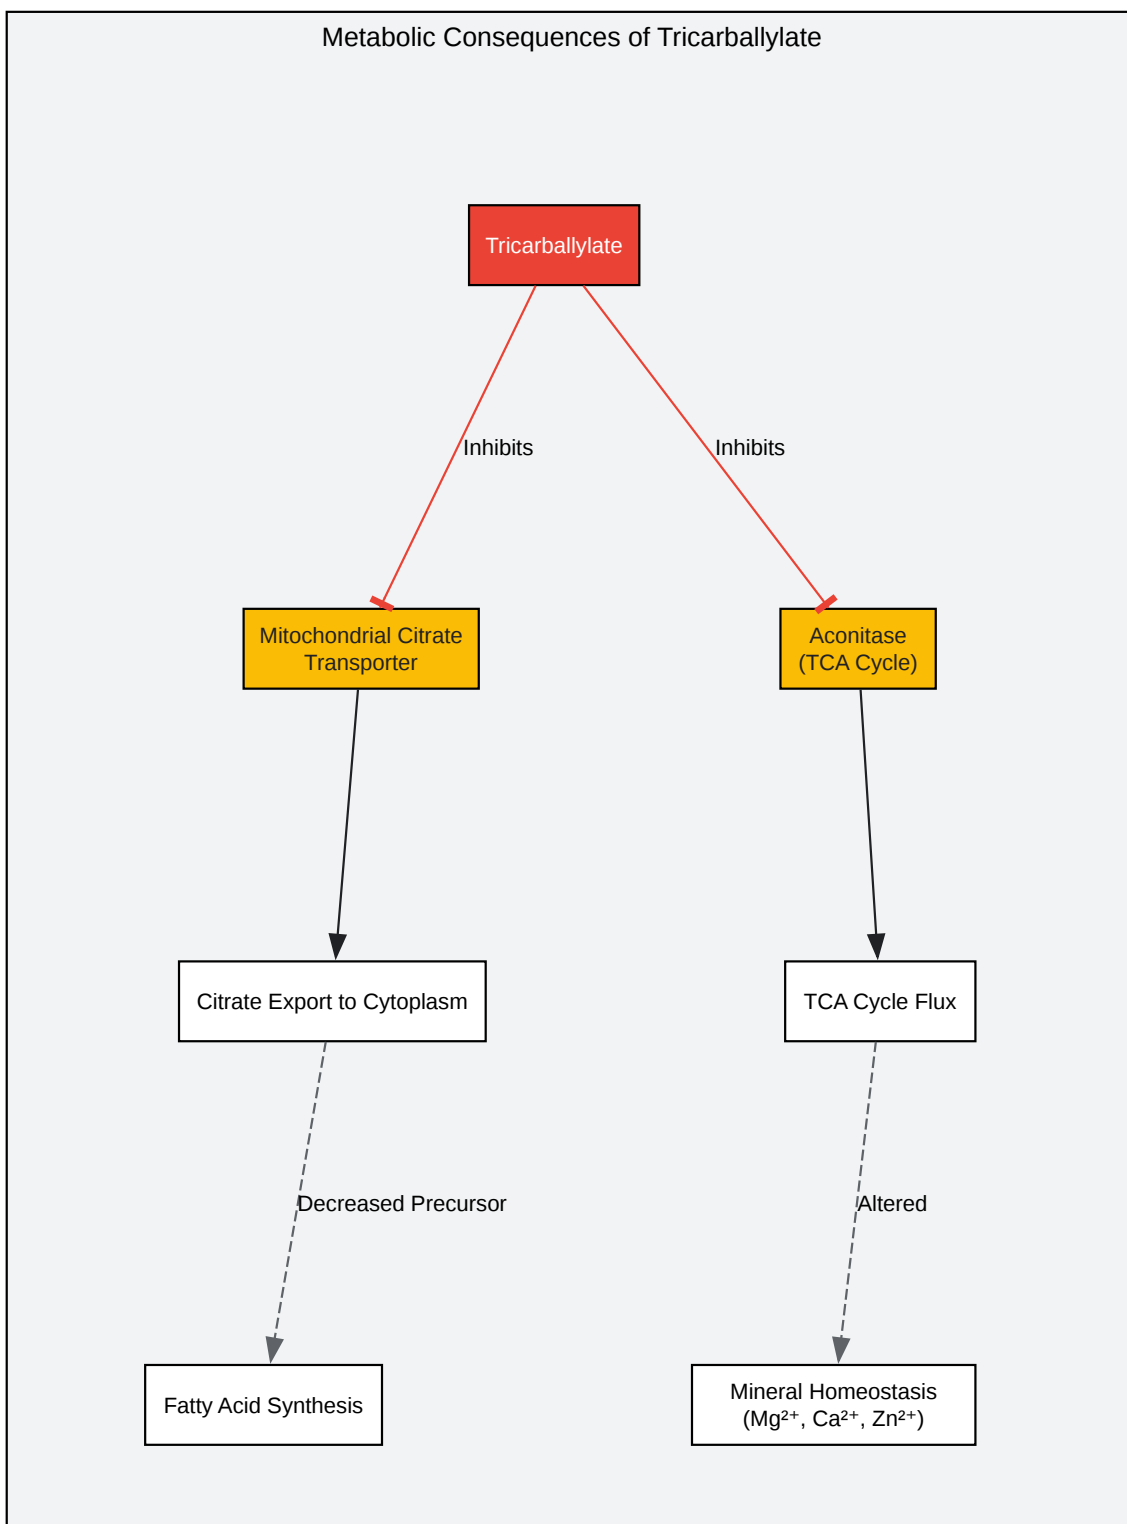 Metabolic Consequences of Tricarballylate
Tricarballylate
Inhibits
Inhibits
Mitochondrial Citrate
Transporter
Aconitase
(TCA Cycle)
Citrate Export to Cytoplasm
TCA Cycle Flux
Decreased Precursor
Altered
Fatty Acid Synthesis
Mineral Homeostasis
(Mg²⁺, Ca²⁺, Zn²⁺)